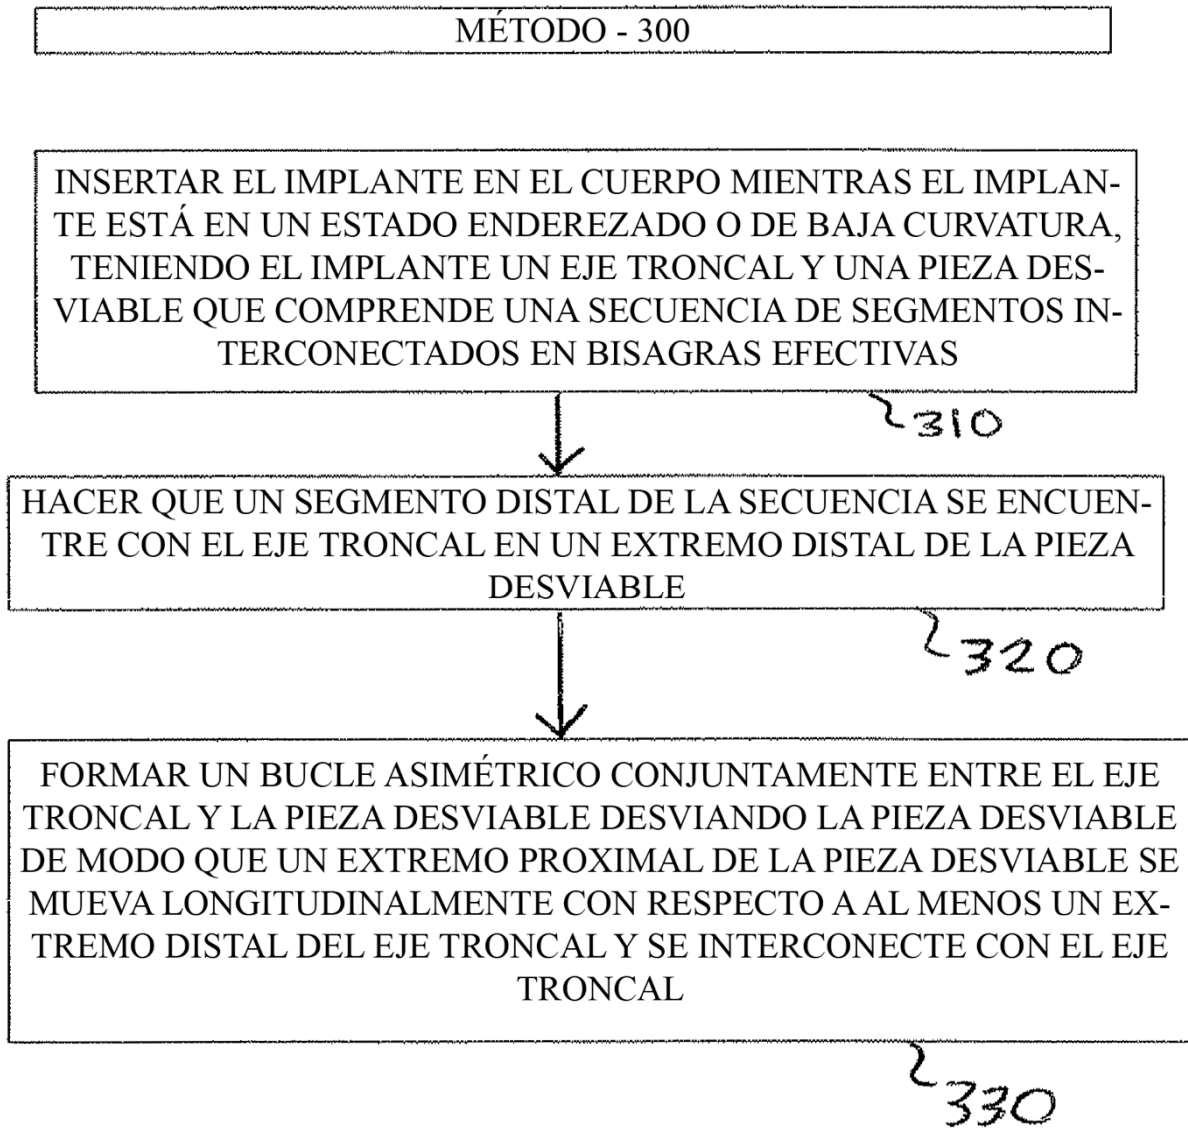 MÉTODO - 300
INSERTAR EL IMPLANTE EN EL CUERPO MIENTRAS EL IMPLAN-
TE ESTÁ EN UN ESTADO ENDEREZADO O DE BAJA CURVATURA,
TENIENDO EL IMPLANTE UN EJE TRONCAL Y UNA PIEZA DES-
VIABLE QUE COMPRENDE UNA SECUENCIA DE SEGMENTOS IN-
TERCONECTADOS EN BISAGRAS EFECTIVAS
310
HACER QUE UN SEGMENTO DISTAL DE LA SECUENCIA SE ENCUEN-
TRE CON EL EJE TRONCAL EN UN EXTREMO DISTAL DE LA PIEZA
DESVIABLE
320
FORMAR UN BUCLE ASIMÉTRICO CONJUNTAMENTE ENTRE EL EJE
TRONCAL Y LA PIEZA DESVIABLE DESVIANDO LA PIEZA DESVIABLE
DE MODO QUE UN EXTREMO PROXIMAL DE LA PIEZA DESVIABLE SE
MUEVA LONGITUDINALMENTE CON RESPECTO A AL MENOS UN EX-
TREMO DISTAL DEL EJE TRONCAL Y SE INTERCONECTE CON EL EJE
TRONCAL
330